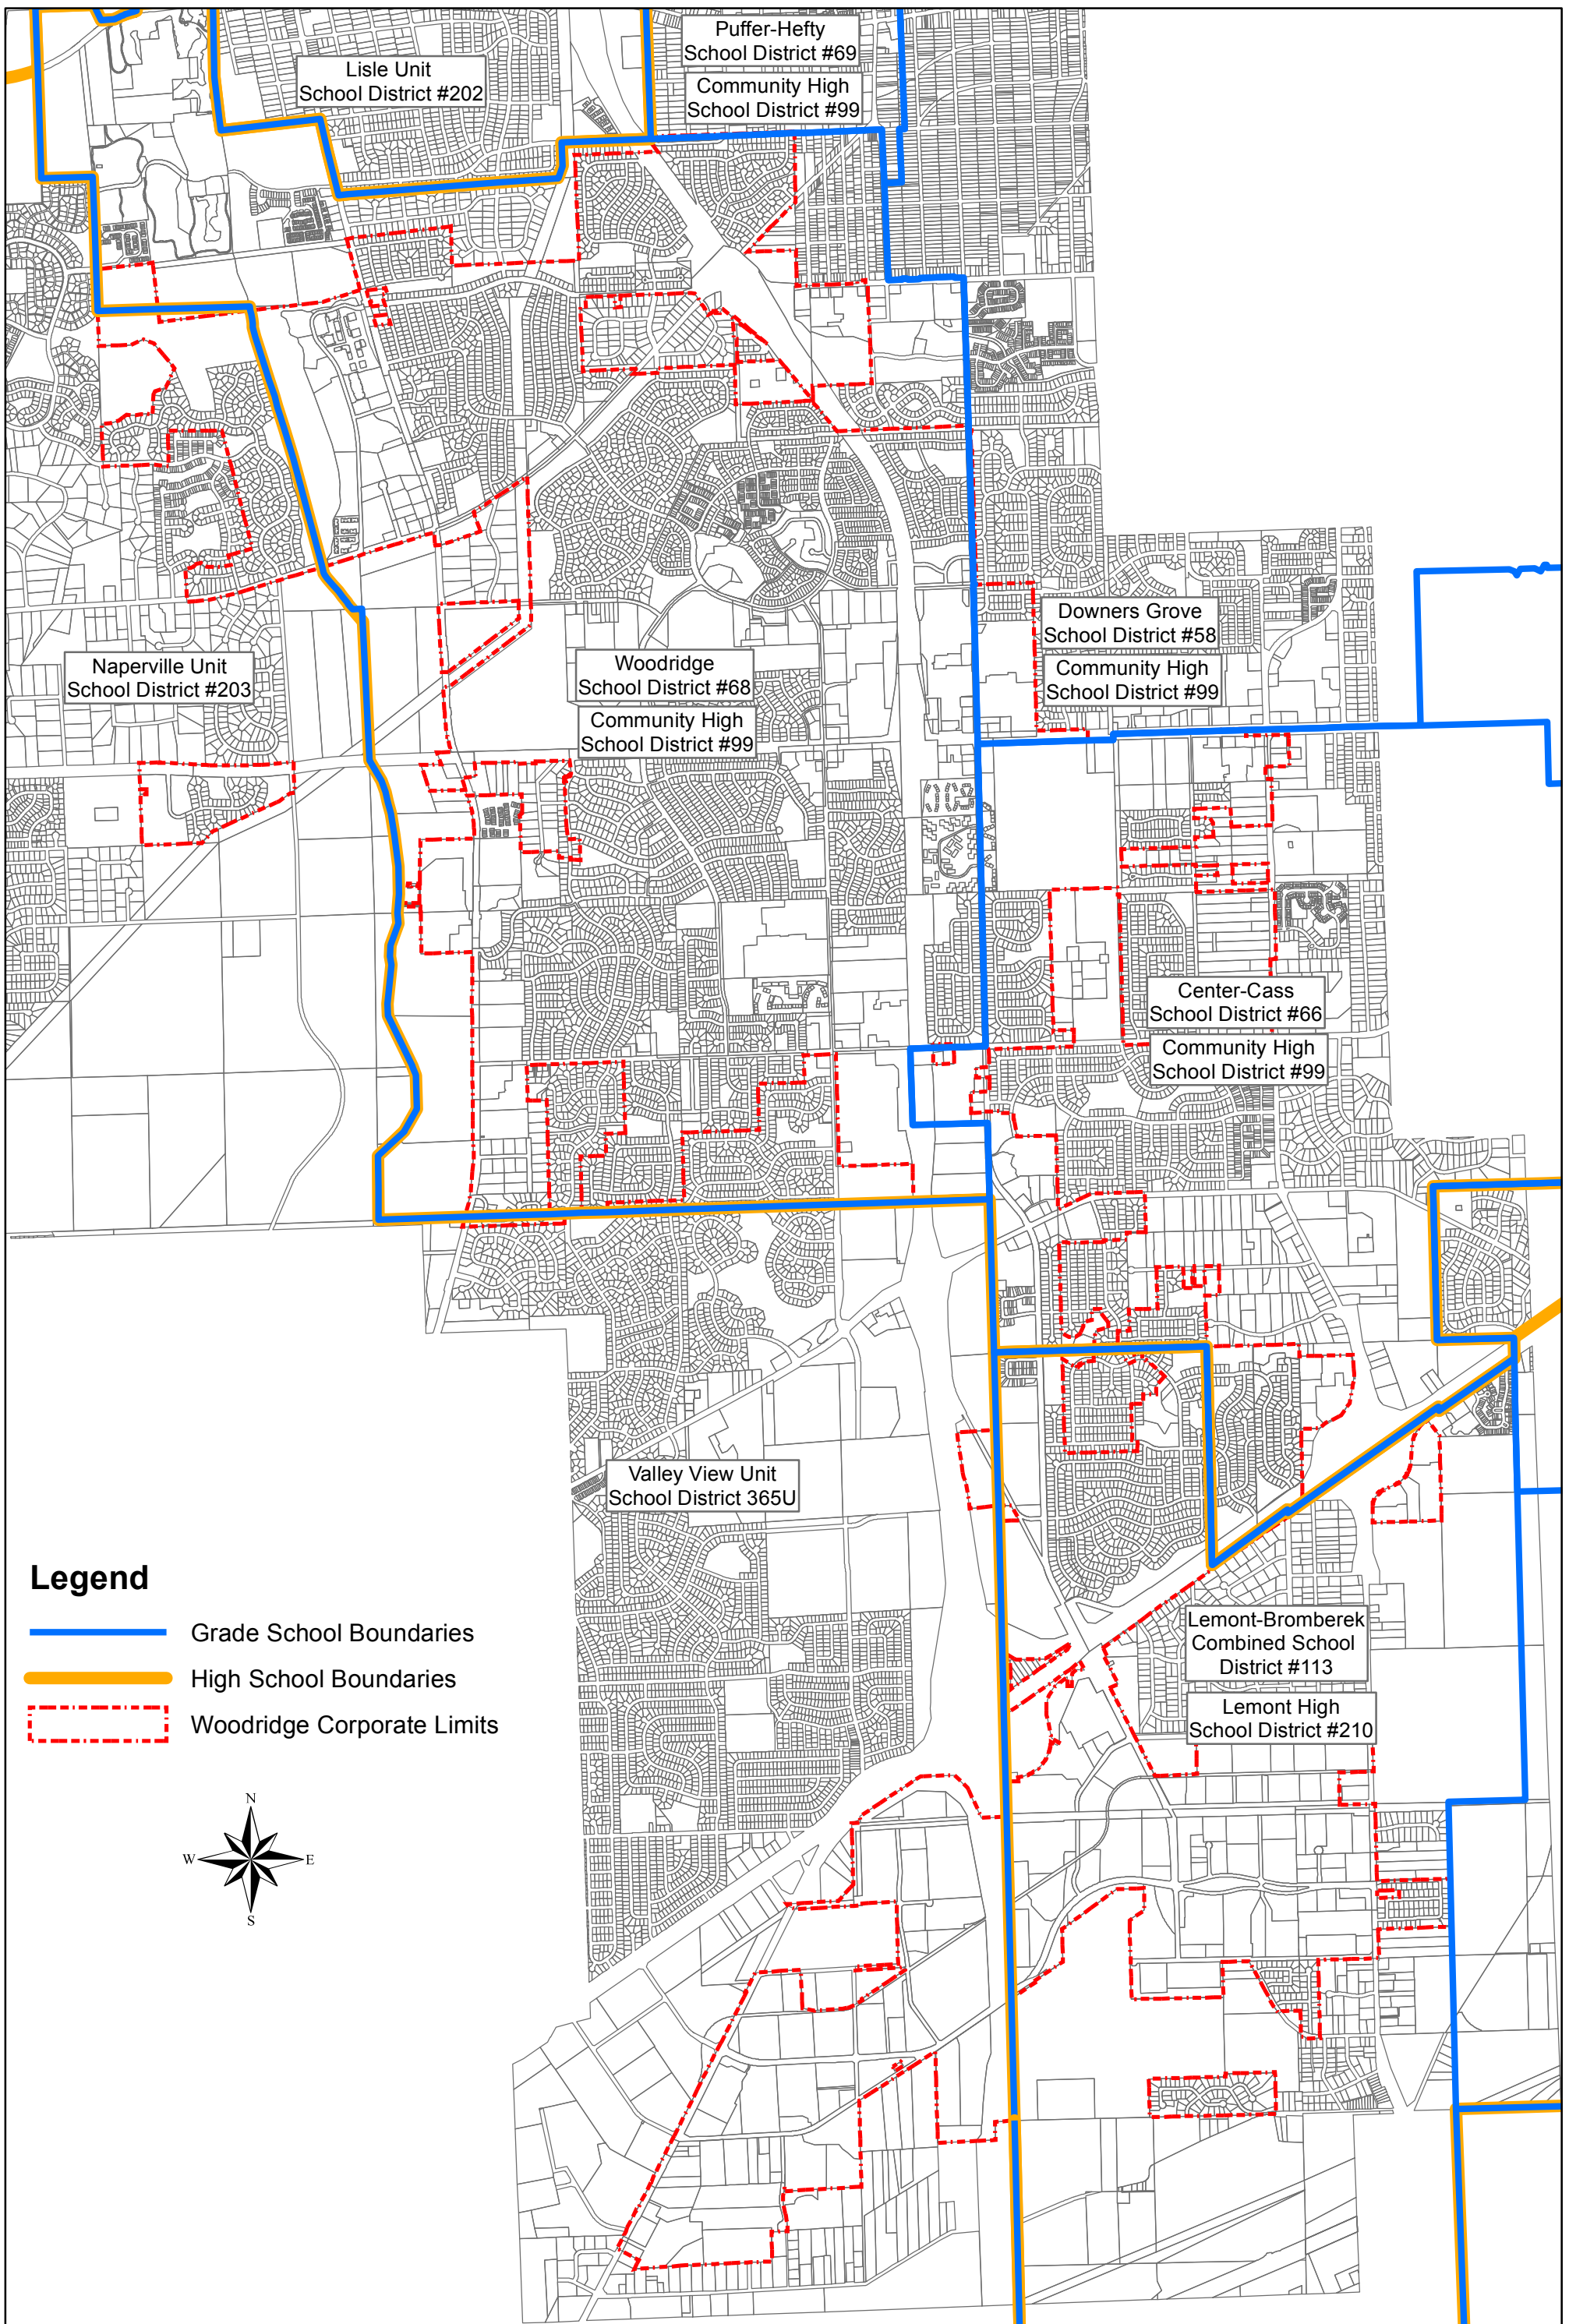 Puffer-Hefty
School District #69
Lisle Unit
School District #202
Community High
School District #99
Downers Grove
School District #58
Naperville Unit
School District #203
Woodridge
School District #68
Community High
School District #99
Community High
School District #99
Center-Cass
School District #66
Community High
School District #99
Valley View Unit
School District 365U
Legend
Grade School Boundaries
High School Boundaries
Woodridge Corporate Limits
Lemont-Bromberek
Combined School
District #113
Lemont High
School District #210
N
W
E
S